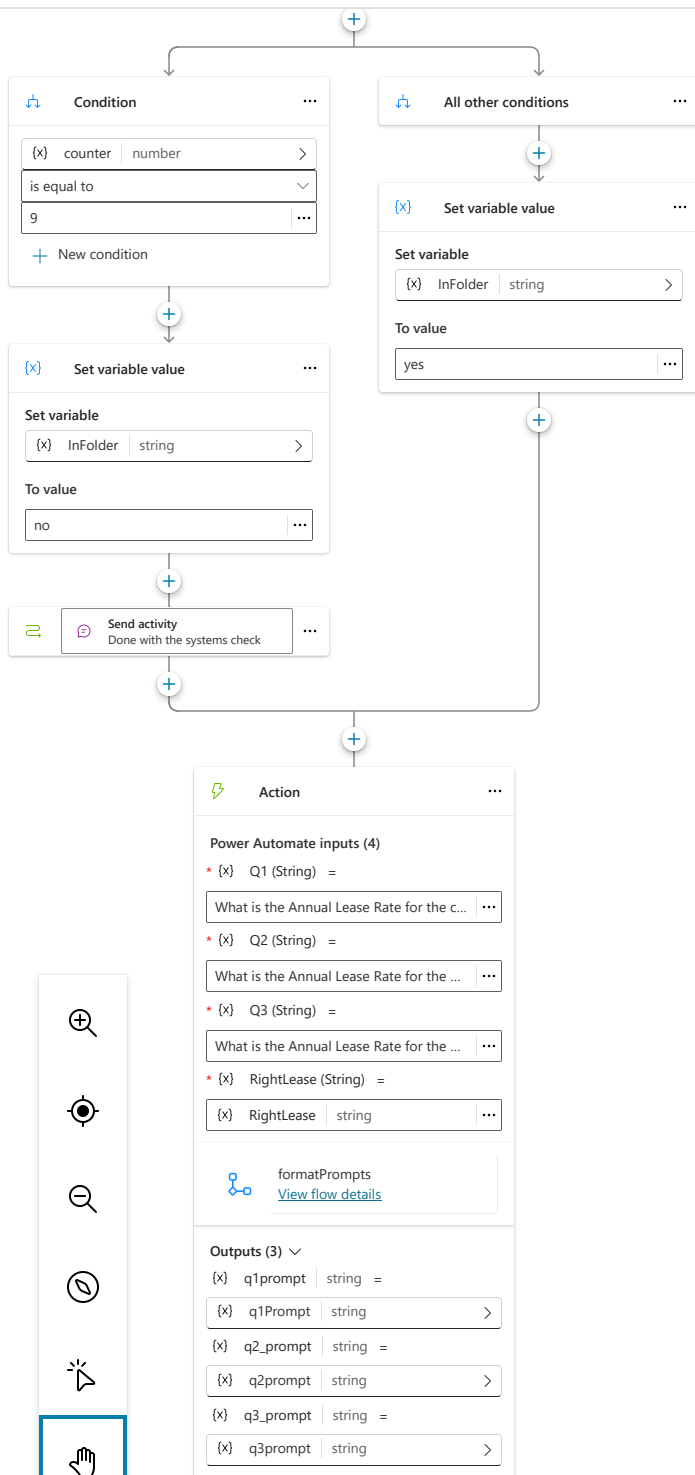 Condition
...
{x} counter number
is equal to
9 ...
New condition
Set variable value
...
Set variable
{x} InFolder string
To value
no ...
Send activity
Done with the systems check
...
All other conditions
...
{x} Set variable value ...
Set variable
{x} InFolder string
To value
yes ...
Action ...
Power Automate inputs (4)
* {x} Q1 (String) =
What is the Annual Lease Rate for the c... ...
* {x} Q2 (String) =
What is the Annual Lease Rate for the ... ...
* {x} Q3 (String) =
What is the Annual Lease Rate for the ... ...
* {x} RightLease (String) =
{x} RightLease string ...
formatPrompts
View flow details
Outputs (3)
{x} q1prompt string =
{x} q1Prompt string
{x} q2_prompt string =
{x} q2prompt string
{x} q3_prompt string =
{x} q3prompt string